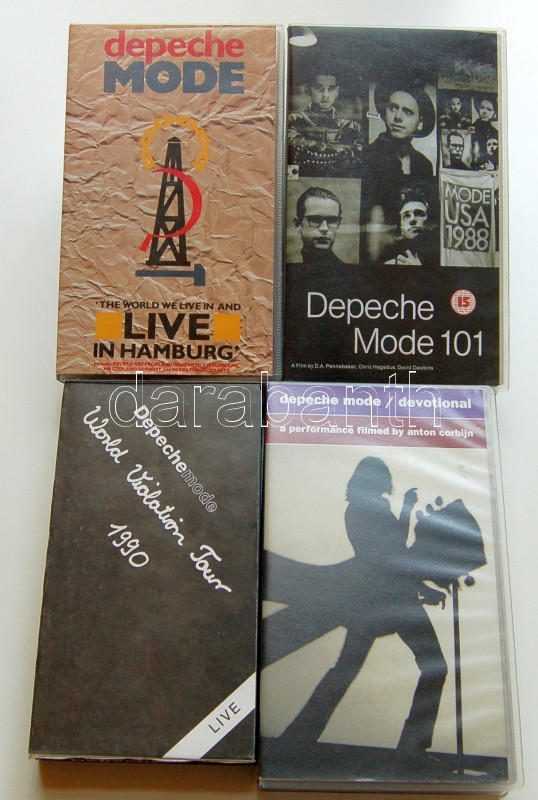 depeche
MODE
'THE WORLD WE LIVE IN AND
LIVE
IN HAMBURG'
MODE
USA
1988
15
Depeche
Mode 101
A Film by D.A. Pennebaker, Chris Hegedus, David Dawkins
darabanth
Depeche mode
World Violation Tour
1990
LIVE
depeche mode / devotional
a performance filmed by anton corbijn